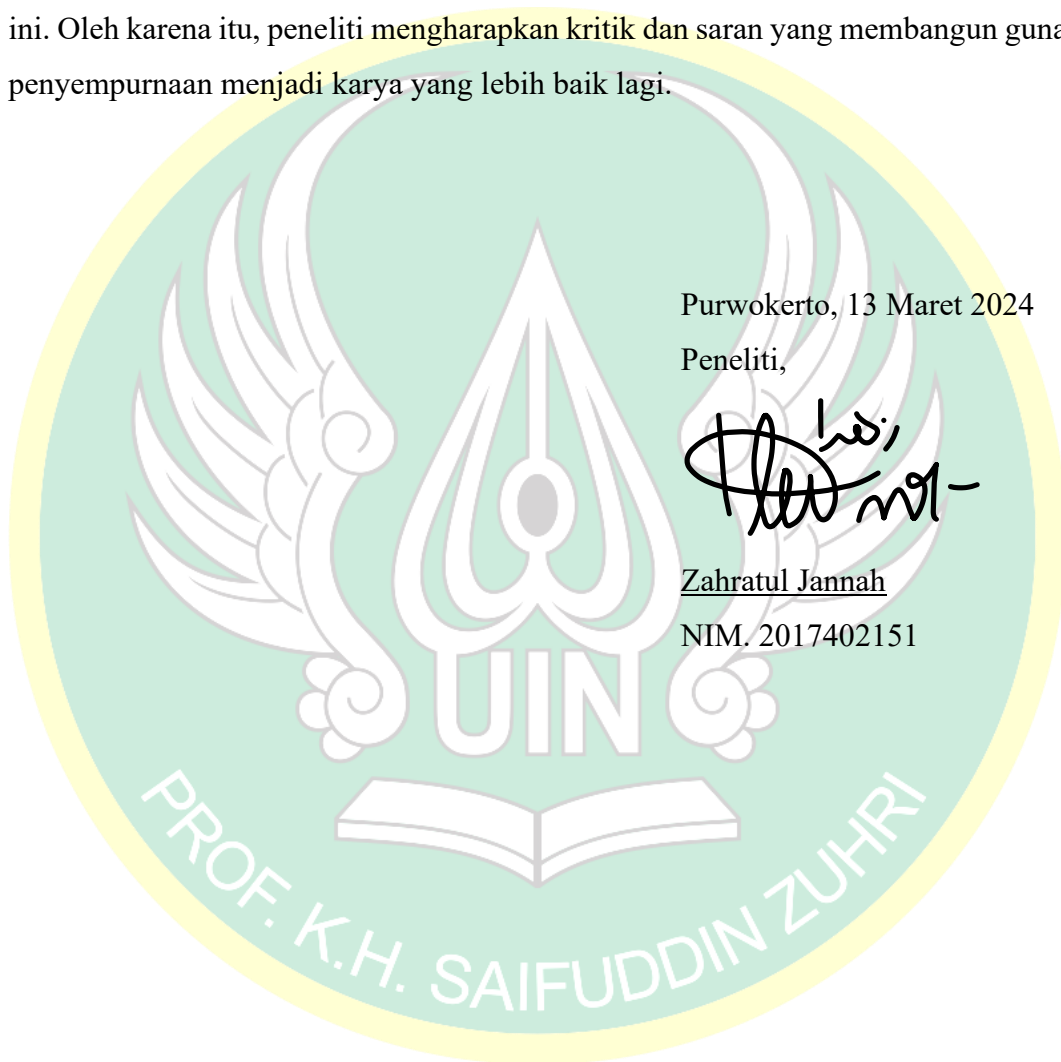 ini. Oleh karena itu, peneliti mengharapkan kritik dan saran yang membangun guna
penyempurnaan menjadi karya yang lebih baik lagi.
Purwokerto, 13 Maret 2024
Peneliti,
Zahratul Jannah
NIM. 2017402151
UIN
PROF. K.H. SAIFUDDIN ZUHRI